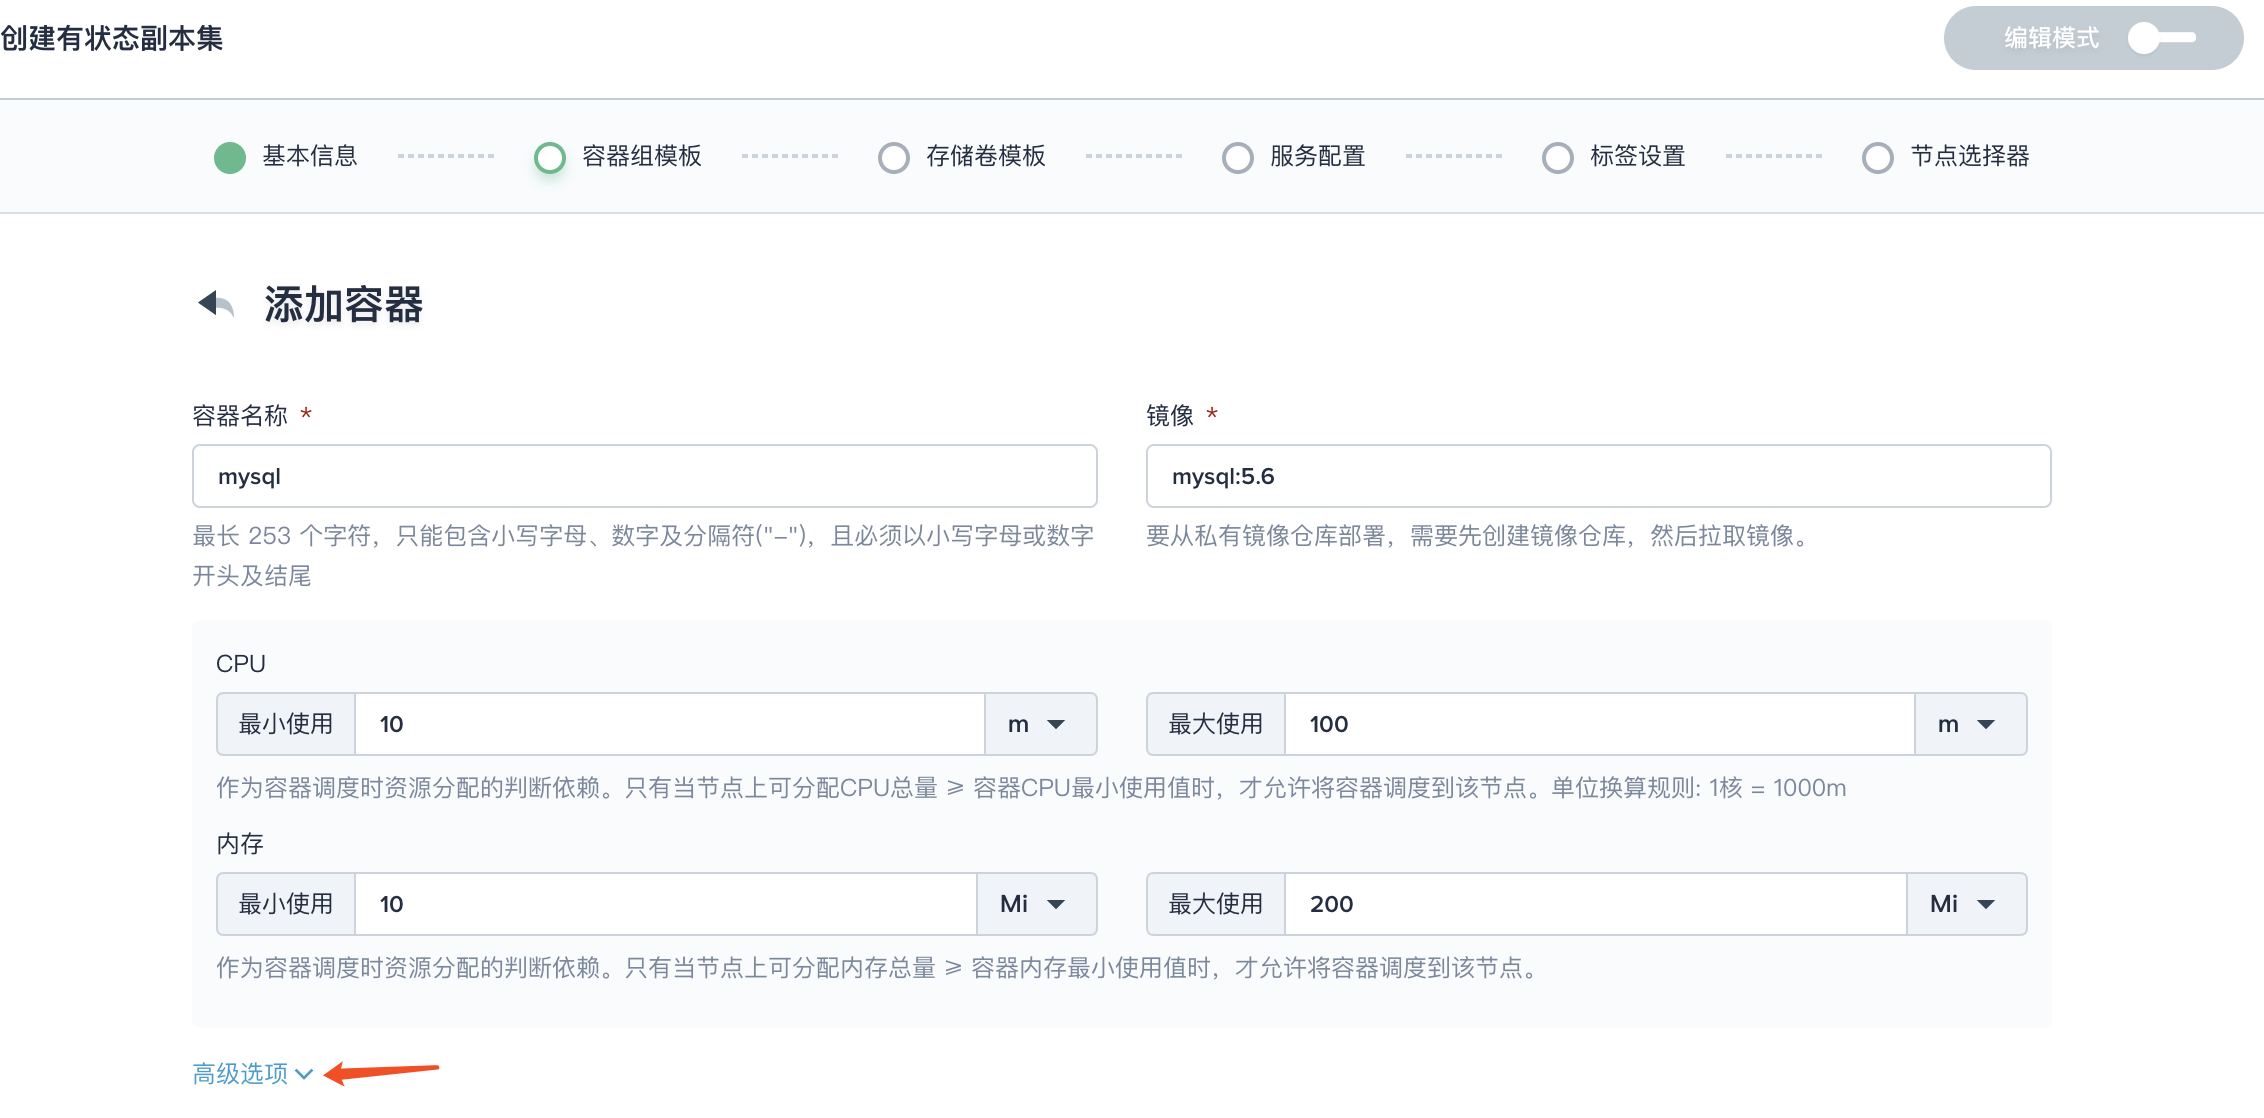 创建有状态副本集
编辑模式
基本信息
容器组模板
存储卷模板
服务配置
标签设置
节点选择器
添加容器
容器名称 *
镜像 *
mysql
mysql:5.6
最长 253 个字符，只能包含小写字母、数字及分隔符("-")，且必须以小写字母或数字
开头及结尾
要从私有镜像仓库部署，需要先创建镜像仓库，然后拉取镜像。
CPU
最小使用 10 m
最大使用 100 m
作为容器调度时资源分配的判断依赖。只有当节点上可分配CPU总量 ≥ 容器CPU最小使用值时，才允许将容器调度到该节点。单位换算规则: 1核 = 1000m
内存
最小使用 10 Mi
最大使用 200 Mi
作为容器调度时资源分配的判断依赖。只有当节点上可分配内存总量 ≥ 容器内存最小使用值时，才允许将容器调度到该节点。
高级选项